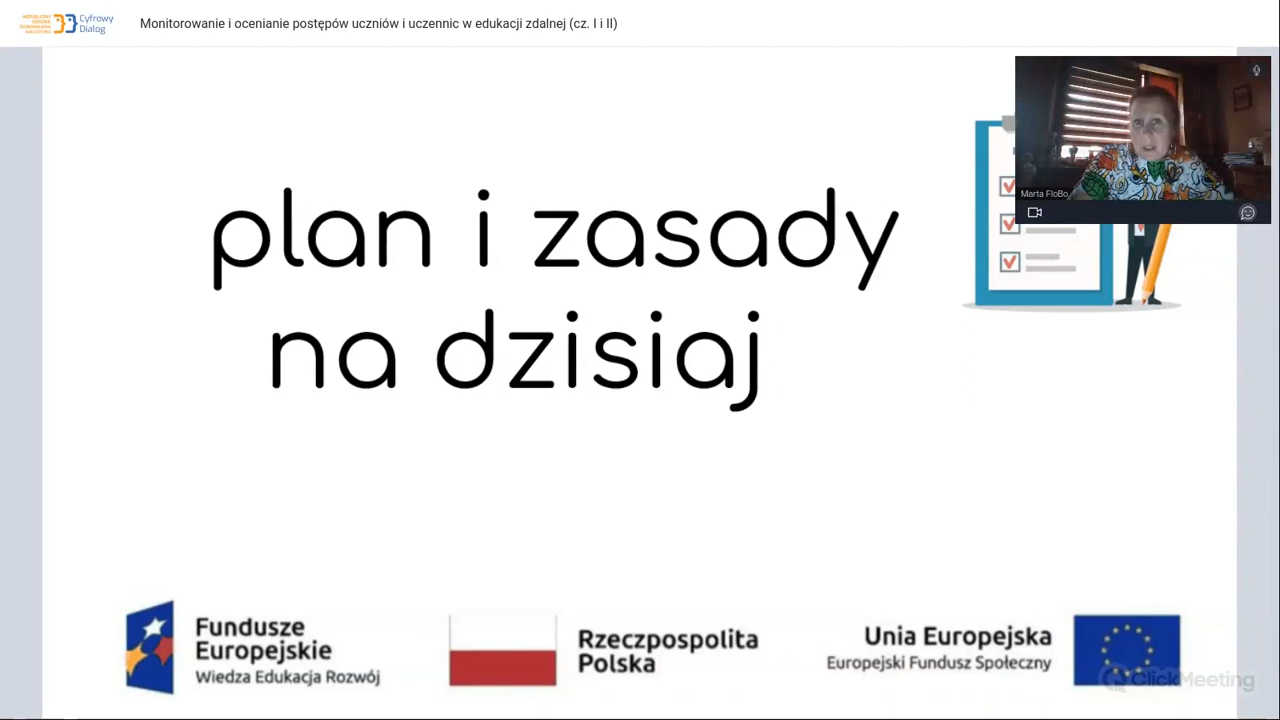 Cyfrowy
Dialog
Monitorowanie i ocenianie postępów uczniów i uczennic w edukacji zdalnej (cz. I i II)
Marta FloBo
plan i zasady
na dzisiaj
Fundusze
Europejskie
Wiedza Edukacja Rozwój
Rzeczpospolita
Polska
Unia Europejska
Europejski Fundusz Społeczny
ClickMeeting